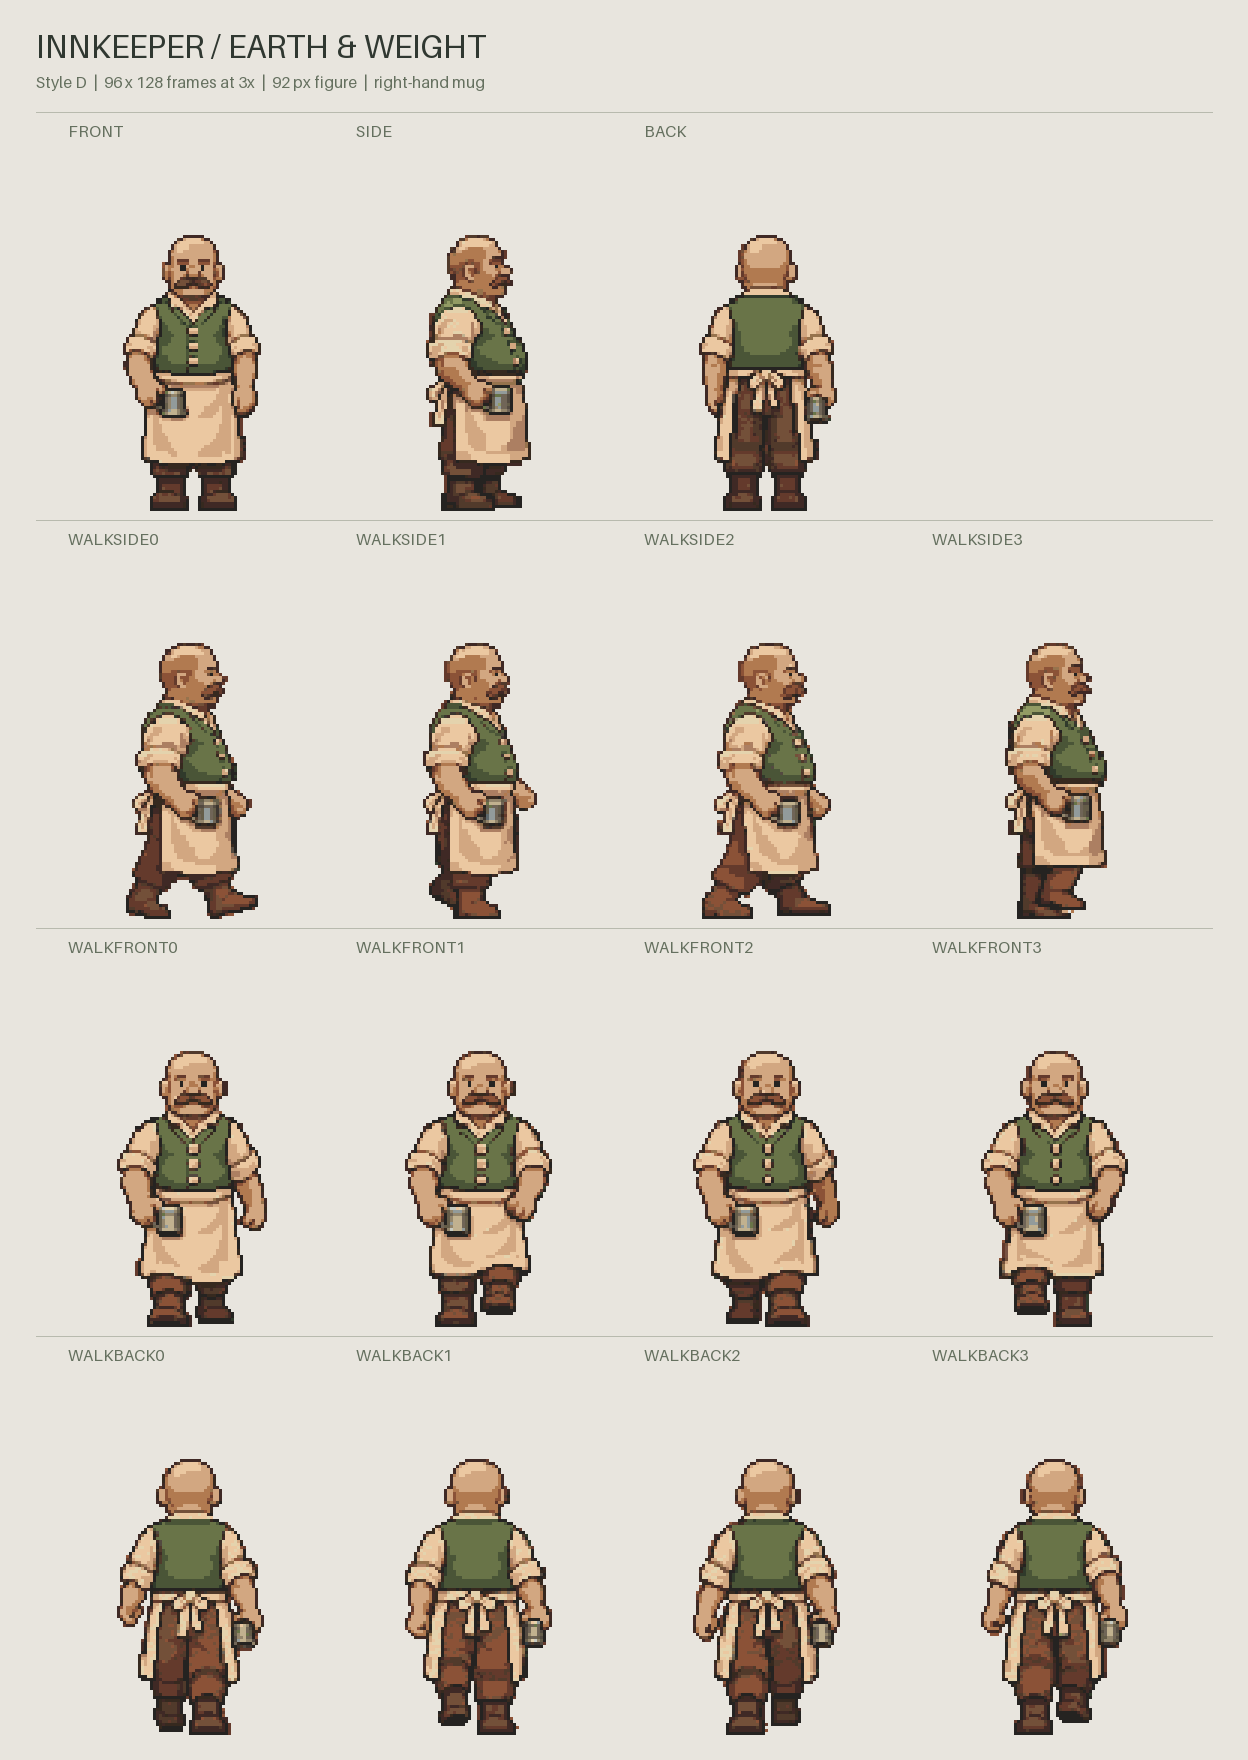 INNKEEPER / EARTH & WEIGHT
Style D | 96 x 128 frames at 3x | 92 px figure | right-hand mug
FRONT SIDE BACK
WALKSIDE0 WALKSIDE1 WALKSIDE2 WALKSIDE3
WALKFRONT0 WALKFRONT1 WALKFRONT2 WALKFRONT3
WALKBACK0 WALKBACK1 WALKBACK2 WALKBACK3